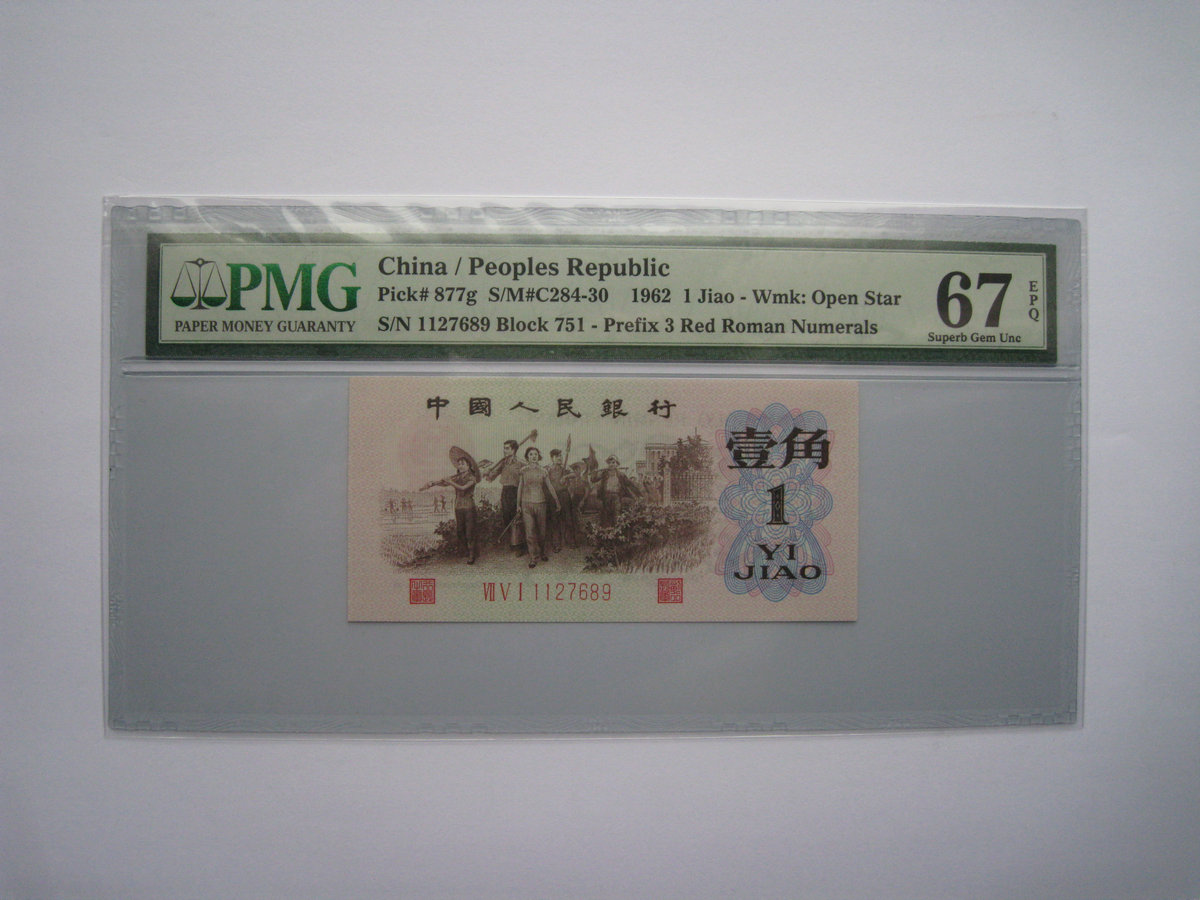 PMG
PAPER MONEY GUARANTY
China / Peoples Republic
Pick# 877g S/M#C284-30 1962 1 Jiao - Wmk: Open Star
S/N 1127689 Block 751 - Prefix 3 Red Roman Numerals
67
EPQ
Superb Gem Unc
中國人民銀行
壹角
1
YI
JIAO
Ⅶ Ⅴ Ⅰ 1127689